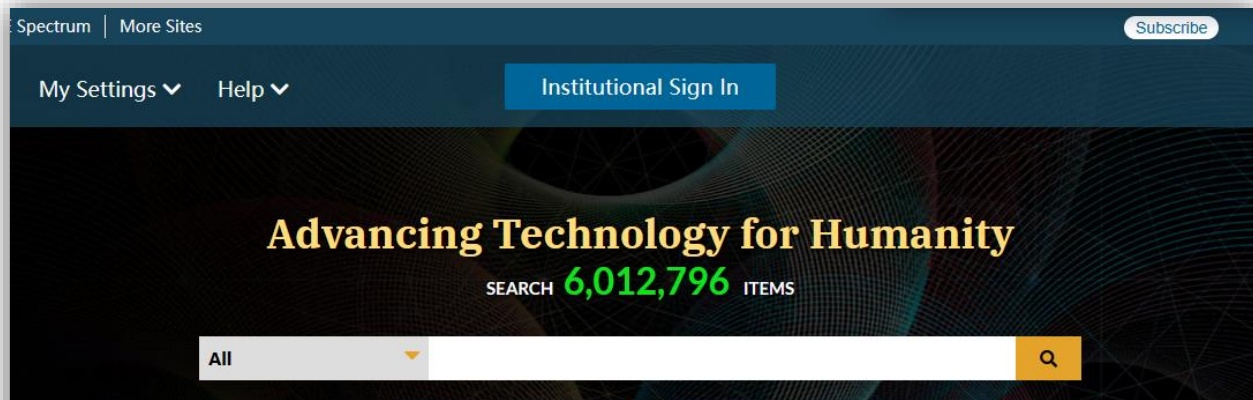 E Spectrum | More Sites
Subscribe
My Settings Help Institutional Sign In
Advancing Technology for Humanity
SEARCH 6,012,796 ITEMS
All